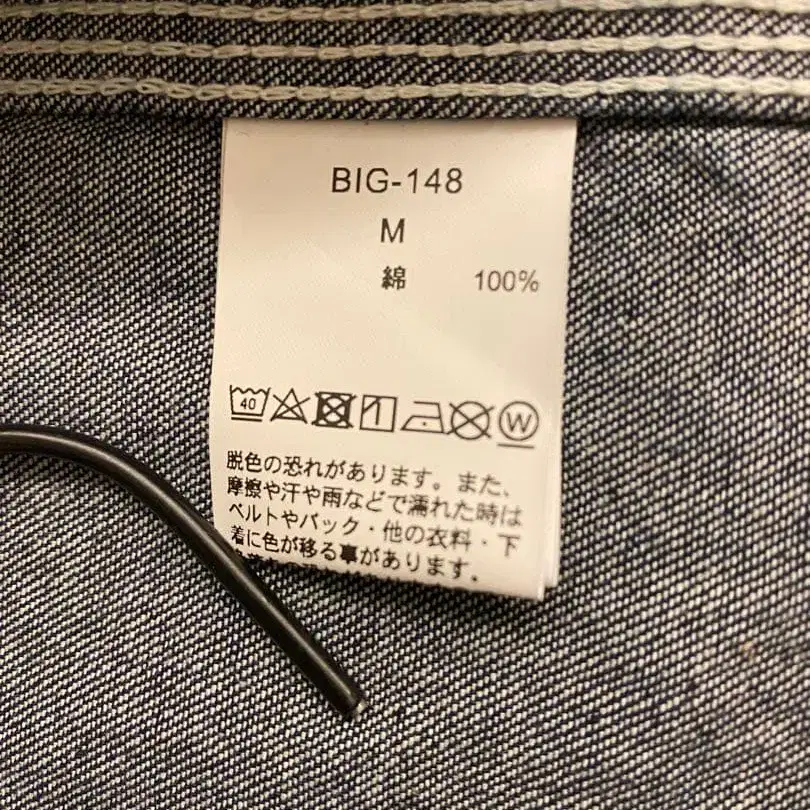 BIG-148
M
綿 100%
40
W
脱色の恐れがあります。また、
摩擦や汗や雨などで濡れた時は
ベルトやバック・他の衣料・下
着に色が移る事があります。